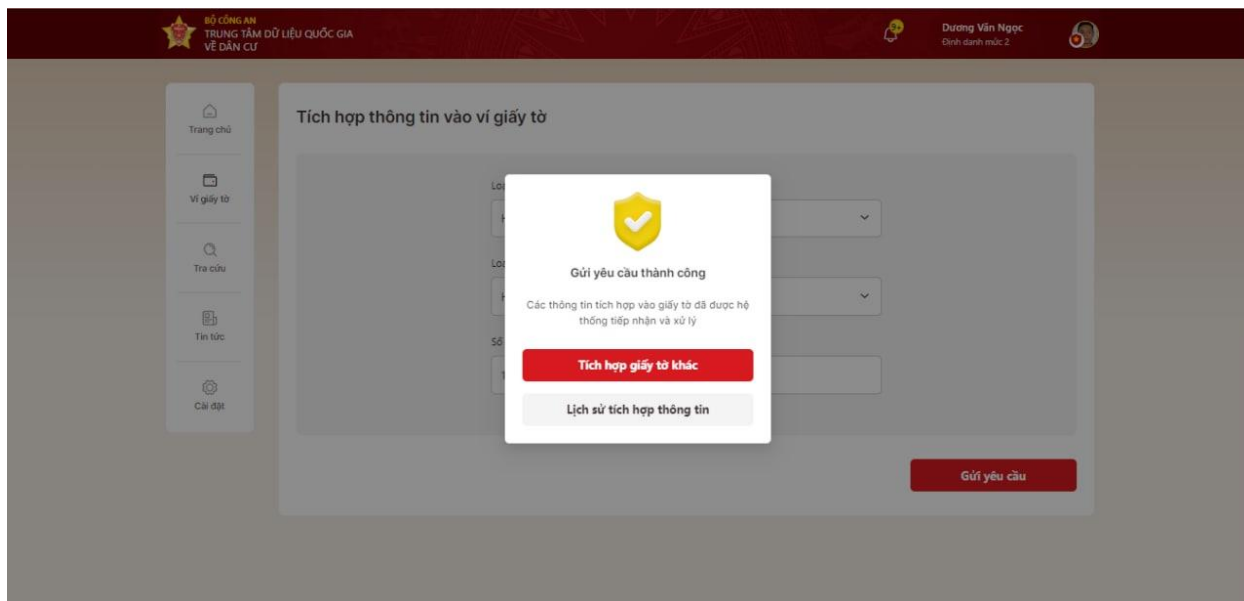 BỘ CÔNG AN
TRUNG TÂM DỮ LIỆU QUỐC GIA
VỀ DÂN CƯ
9+
Dương Văn Ngọc
Định danh mức 2
Trang chủ
Ví giấy tờ
Tra cứu
Tin tức
Cài đặt
Tích hợp thông tin vào ví giấy tờ
Số
Gửi yêu cầu thành công
Các thông tin tích hợp vào giấy tờ đã được hệ
thống tiếp nhận và xử lý
Tích hợp giấy tờ khác
Lịch sử tích hợp thông tin
Gửi yêu cầu